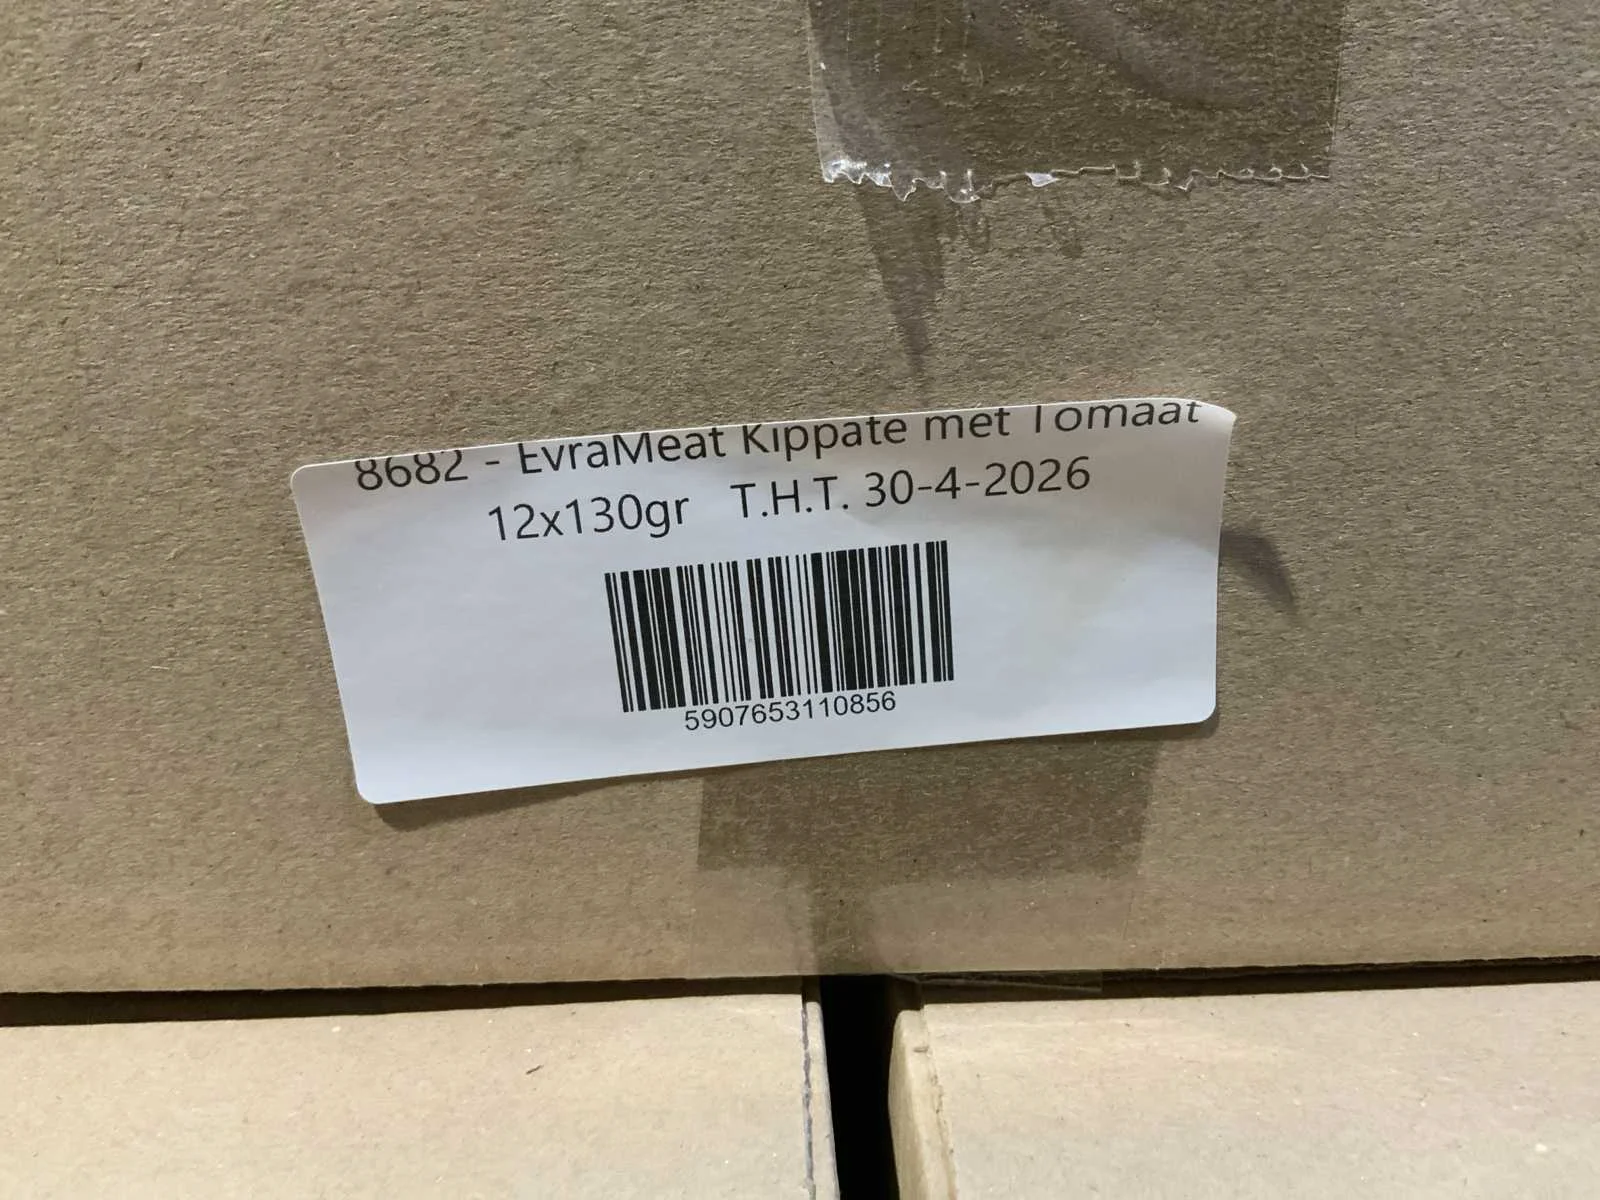 8682 - EvraMeat Kippate met Tomaat
12x130gr T.H.T. 30-4-2026
5907653110856